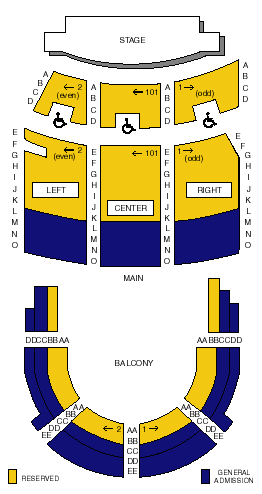 STAGE
A
B
C
D
← 2
(even)
A
B
C
D
← 101
A
B
C
D
1 →
(odd)
A
B
C
D
E
F
G
H
I
J
K
L
M
N
O
← 2
(even)
LEFT
E
F
G
H
I
J
K
L
M
N
O
← 101
CENTER
E
F
G
H
I
J
K
L
M
N
O
1 →
(odd)
RIGHT
E
F
G
H
I
J
K
L
M
N
O
MAIN
DDCCBBAA
AABBCCDD
BALCONY
AA
BB
CC
DD
EE
← 2
AA
BB
CC
DD
EE
1 →
AA
BB
CC
DD
EE
RESERVED
GENERAL
ADMISSION